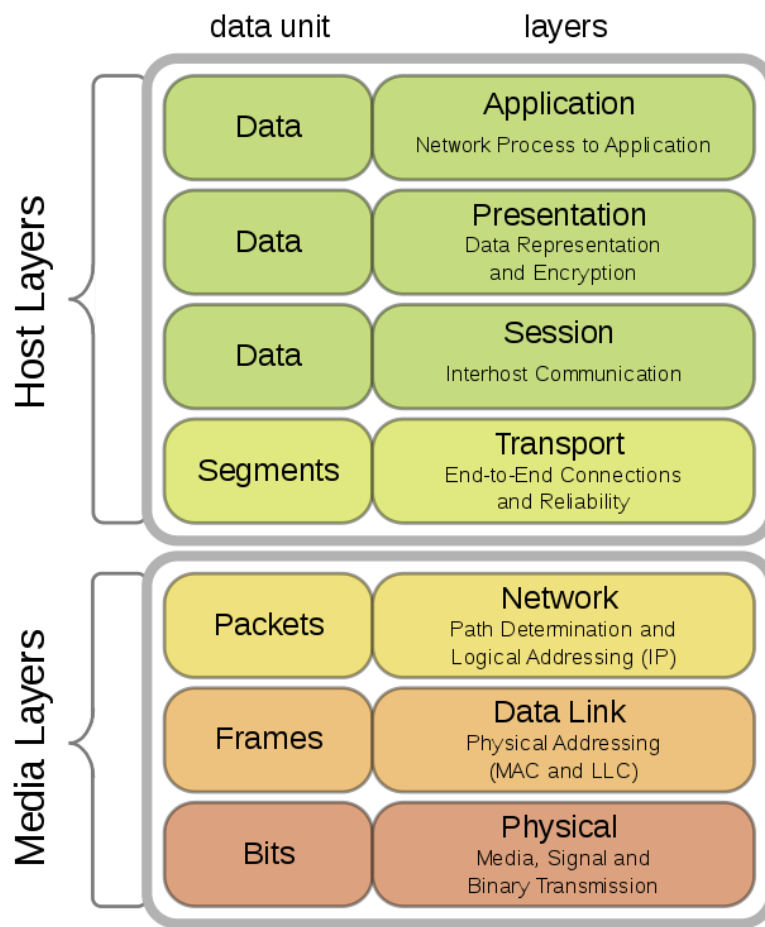 data unit layers
Host Layers
Data
Application
Network Process to Application
Data
Presentation
Data Representation
and Encryption
Data
Session
Interhost Communication
Segments
Transport
End-to-End Connections
and Reliability
Media Layers
Packets
Network
Path Determination and
Logical Addressing (IP)
Frames
Data Link
Physical Addressing
(MAC and LLC)
Bits
Physical
Media, Signal and
Binary Transmission